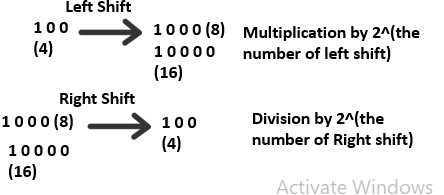 Left Shift
1 0 0
(4)
1 0 0 0 (8)
1 0 0 0 0
(16)
Multiplication by 2^(the
number of left shift)
Right Shift
1 0 0 0 (8)
1 0 0 0 0
(16)
1 0 0
(4)
Division by 2^(the
number of Right shift)
Activate Windows